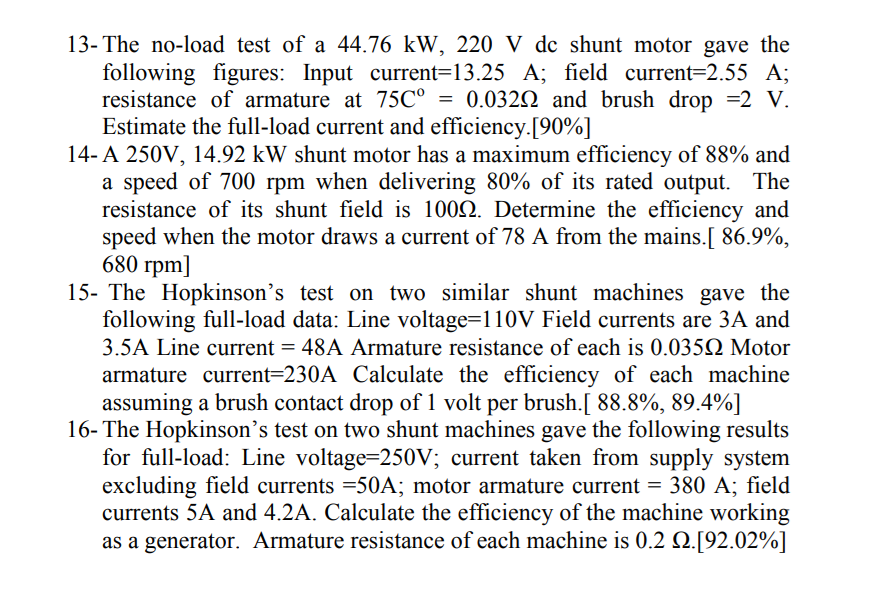 13- The no-load test of a 44.76 kW, 220 V dc shunt motor gave the
following figures: Input current=13.25 A; field current=2.55 A;
resistance of armature at 75Cº = 0.032Ω and brush drop =2 V.
Estimate the full-load current and efficiency.[90%]
14- A 250V, 14.92 kW shunt motor has a maximum efficiency of 88% and
a speed of 700 rpm when delivering 80% of its rated output. The
resistance of its shunt field is 100Ω. Determine the efficiency and
speed when the motor draws a current of 78 A from the mains.[ 86.9%,
680 rpm]
15- The Hopkinson’s test on two similar shunt machines gave the
following full-load data: Line voltage=110V Field currents are 3A and
3.5A Line current = 48A Armature resistance of each is 0.035Ω Motor
armature current=230A Calculate the efficiency of each machine
assuming a brush contact drop of 1 volt per brush.[ 88.8%, 89.4%]
16- The Hopkinson’s test on two shunt machines gave the following results
for full-load: Line voltage=250V; current taken from supply system
excluding field currents =50A; motor armature current = 380 A; field
currents 5A and 4.2A. Calculate the efficiency of the machine working
as a generator. Armature resistance of each machine is 0.2 Ω.[92.02%]